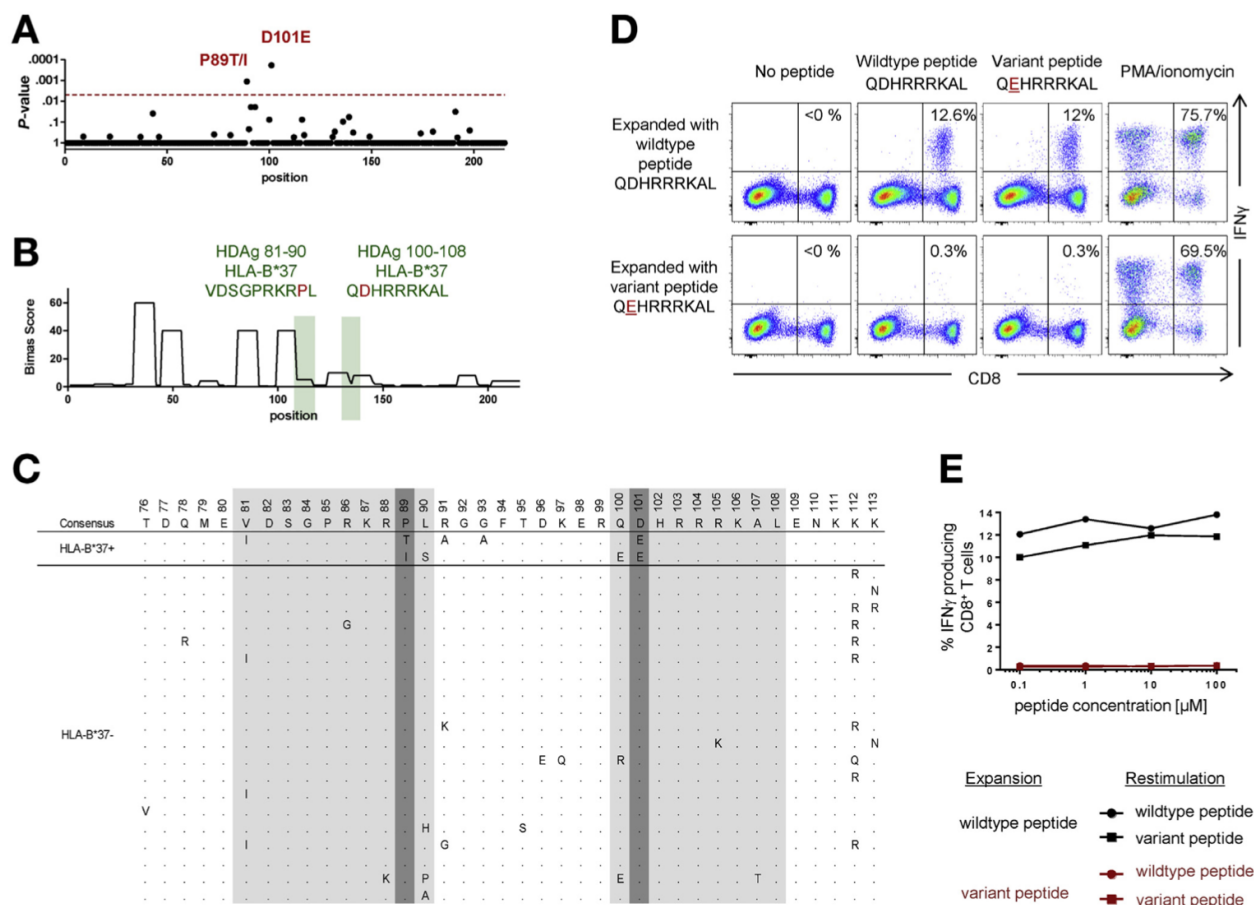 A
D101E
P89T/I
.0001
.001
.01
.1
1
P-value
0 50 100 150 200
position
B
HDAg 81-90 HDAg 100-108
HLA-B*37 HLA-B*37
VDSGPRKRPL QDHRRRKAL
Bimas Score
60
40
20
0
0 50 100 150 200
position
C
76 77 78 79 80 81 82 83 84 85 86 87 88 89 90 91 92 93 94 95 96 97 98 99 100 101 102 103 104 105 106 107 108 109 110 111 112 113
Consensus T D Q M E V D S G P R K R P L R G G F T D K E R Q D H R R R K A L E N K K K
HLA-B*37+
I T A G E
I S E E
HLA-B*37-
R
N
R R
G R
R R
I R
K R
K N
E Q R Q
R
I
V
H S
I G R
K P E T
A
D
No peptide
Wildtype peptide
QDHRRRKAL
Variant peptide
QEHRRRKAL
PMA/ionomycin
Expanded with
wildtype
peptide
QDHRRRKAL
<0 % 12.6% 12% 75.7%
Expanded with
variant peptide
QEHRRRKAL
<0 % 0.3% 0.3% 69.5%
IFNγ
CD8
E
% IFNγ producing
CD8+ T cells
14
12
10
8
6
4
2
0
0.1 1 10 100
peptide concentration [µM]
Expansion Restimulation
wildtype peptide
wildtype peptide
variant peptide
variant peptide
wildtype peptide
variant peptide